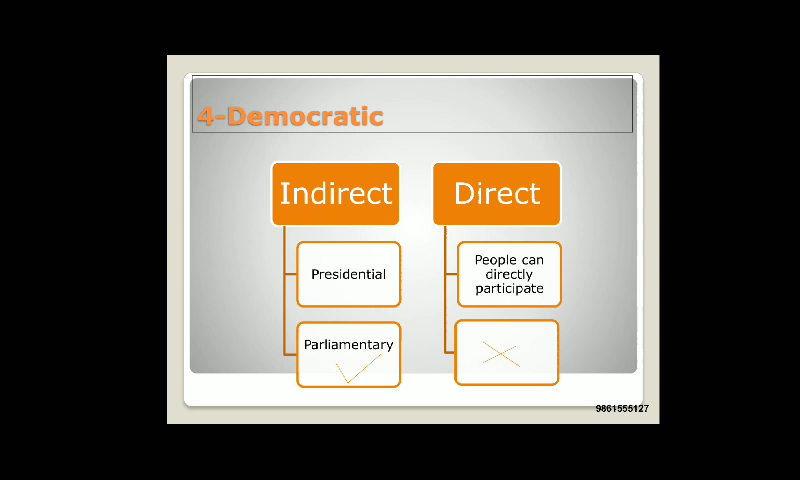 4-Democratic
Indirect
Direct
Presidential
People can
directly
participate
Parliamentary
9861555127